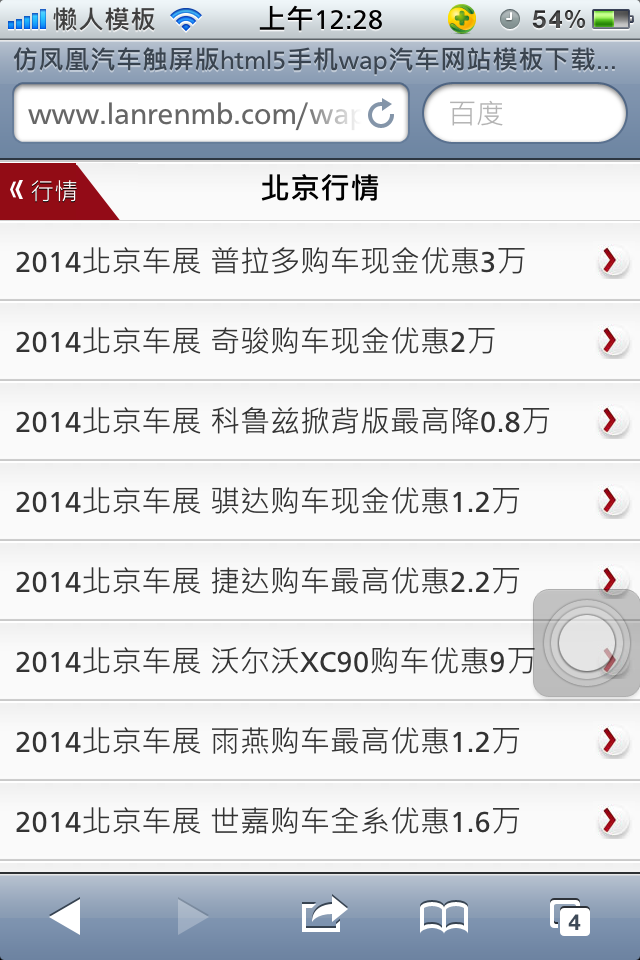 懒人模板 上午12:28 54%
仿凤凰汽车触屏版html5手机wap汽车网站模板下载...
www.lanrenmb.com/wap 百度
行情 北京行情
2014北京车展 普拉多购车现金优惠3万
2014北京车展 奇骏购车现金优惠2万
2014北京车展 科鲁兹掀背版最高降0.8万
2014北京车展 骐达购车现金优惠1.2万
2014北京车展 捷达购车最高优惠2.2万
2014北京车展 沃尔沃XC90购车优惠9万
2014北京车展 雨燕购车最高优惠1.2万
2014北京车展 世嘉购车全系优惠1.6万
4